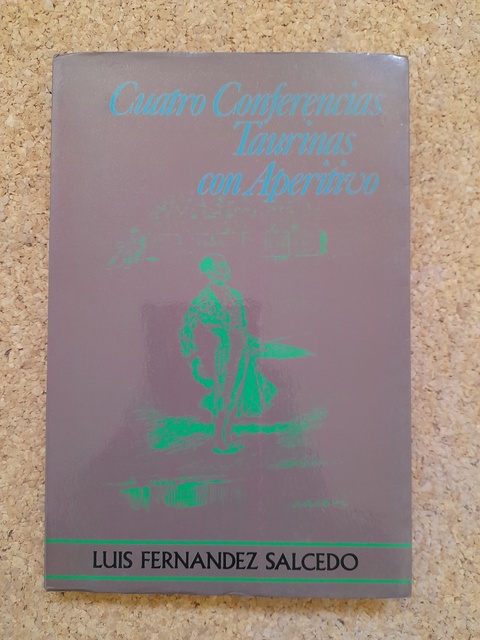 Cuatro Conferencias
Taurinas
con Aperitivo
LUIS FERNANDEZ SALCEDO